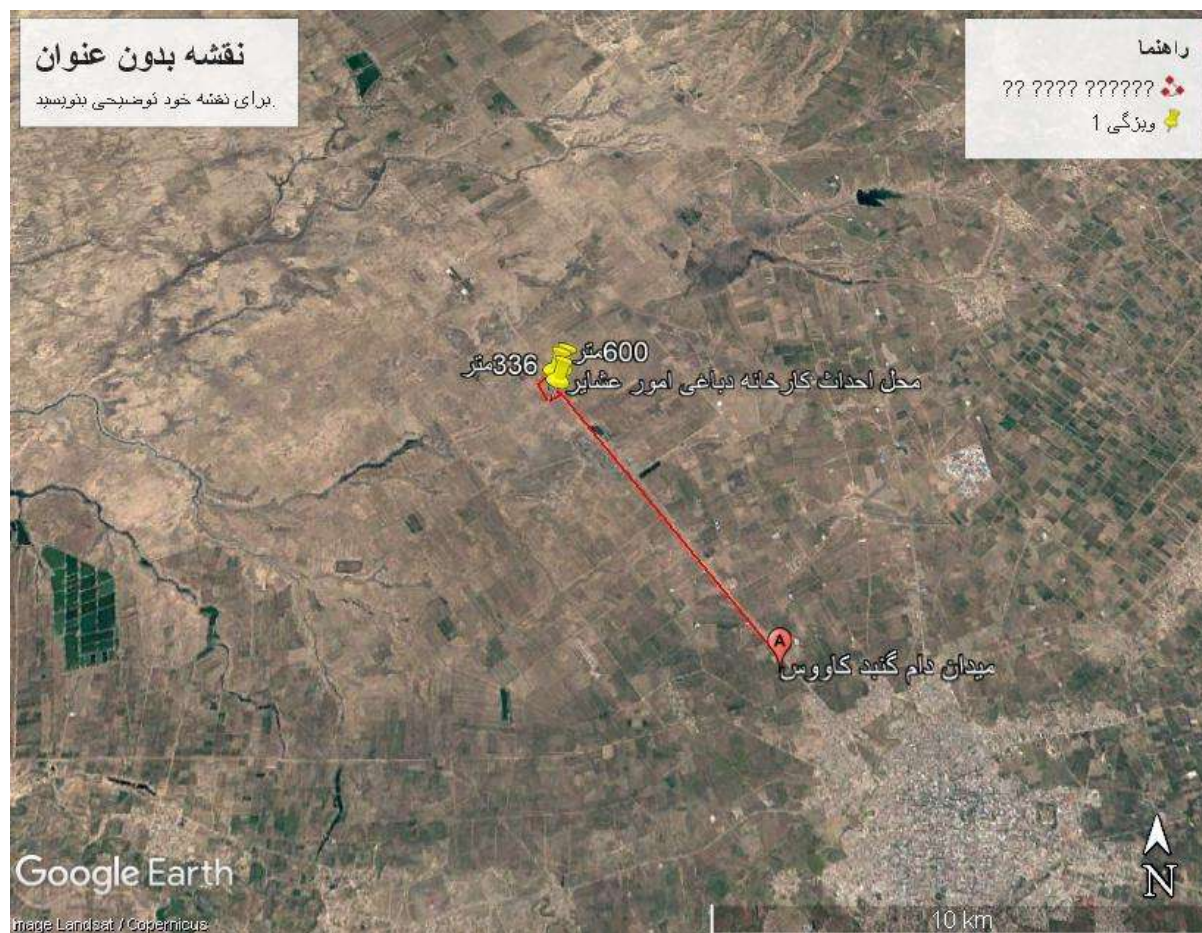 نقشه بدون عنوان
برای نقشه خود توضیحی بنویسید.
راهنما
?? ???? ??????
ویژگی 1
600متر
336متر
محل احداث کارخانه دباغی امور عشایر
A
میدان دام گنبد کاووس
Google Earth
N
Image Landsat / Copernicus
10 km